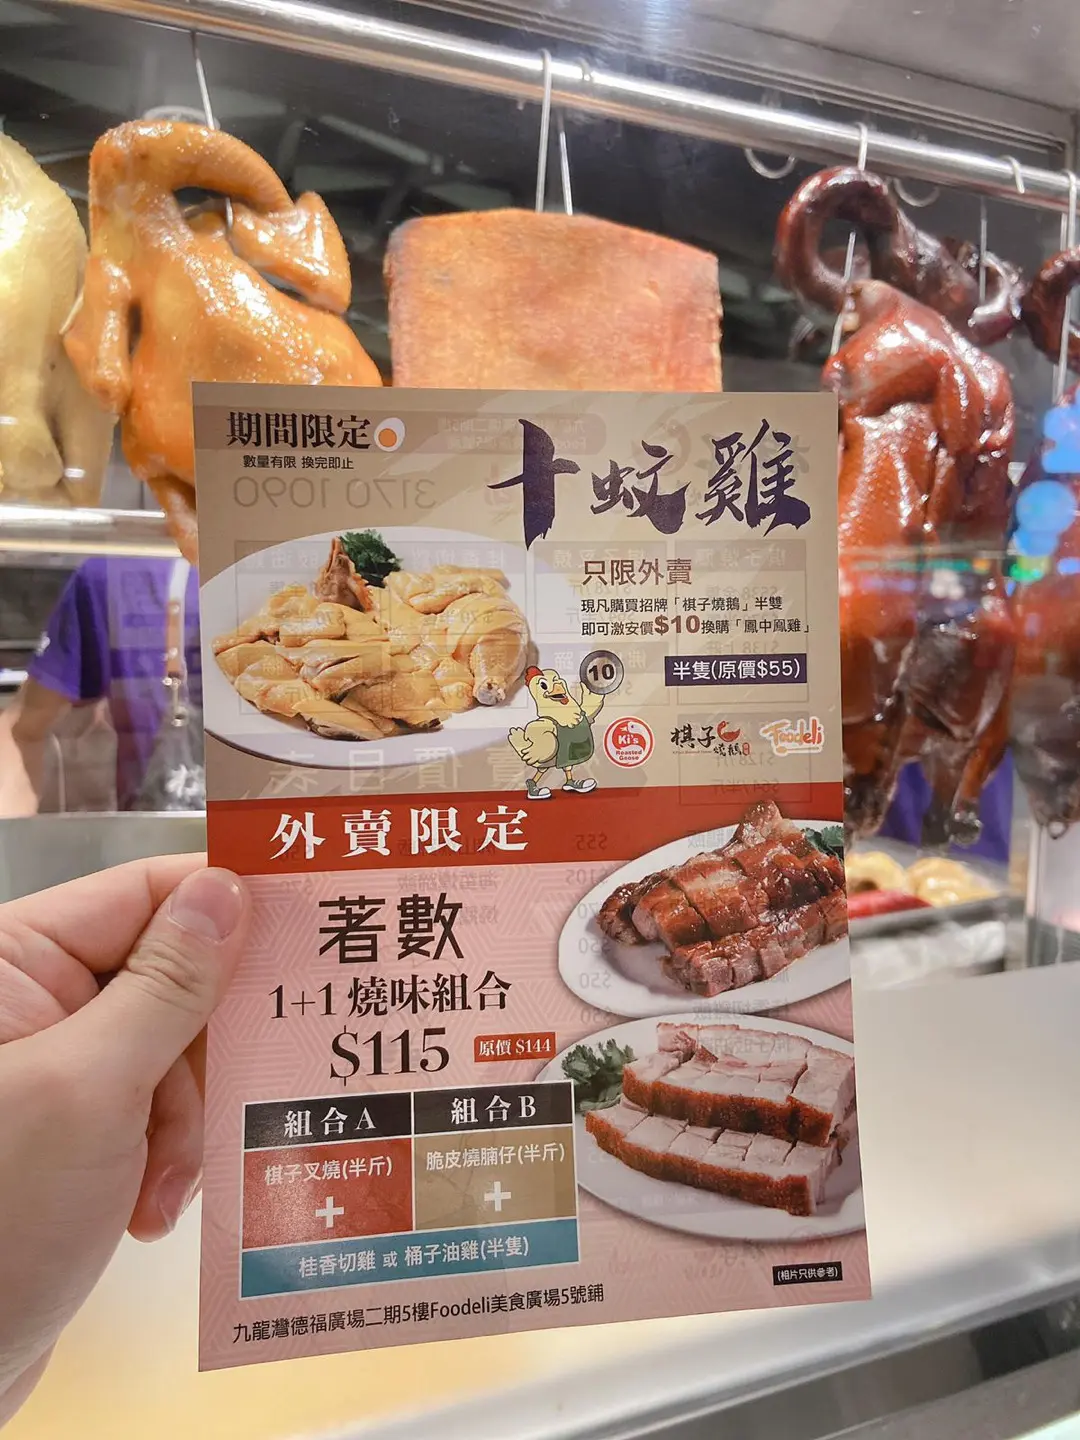 期間限定
數量有限 換完即止
十蚊雞
只限外賣
現凡購買招牌「棋子燒鵝」半雙
即可激安價$10換購「鳳中鳳雞」
半隻(原價$55)
10
Ki's
Roasted
Goose
棋子
燒鵝
Foodeli
外賣限定
著數
1+1燒味組合
$115
原價 $144
組合A
組合B
棋子叉燒(半斤)
脆皮燒腩仔(半斤)
+
+
桂香切雞 或 桶子油雞(半隻)
(相片只供參考)
九龍灣德福廣場二期5樓Foodeli美食廣場5號鋪
3170 1090